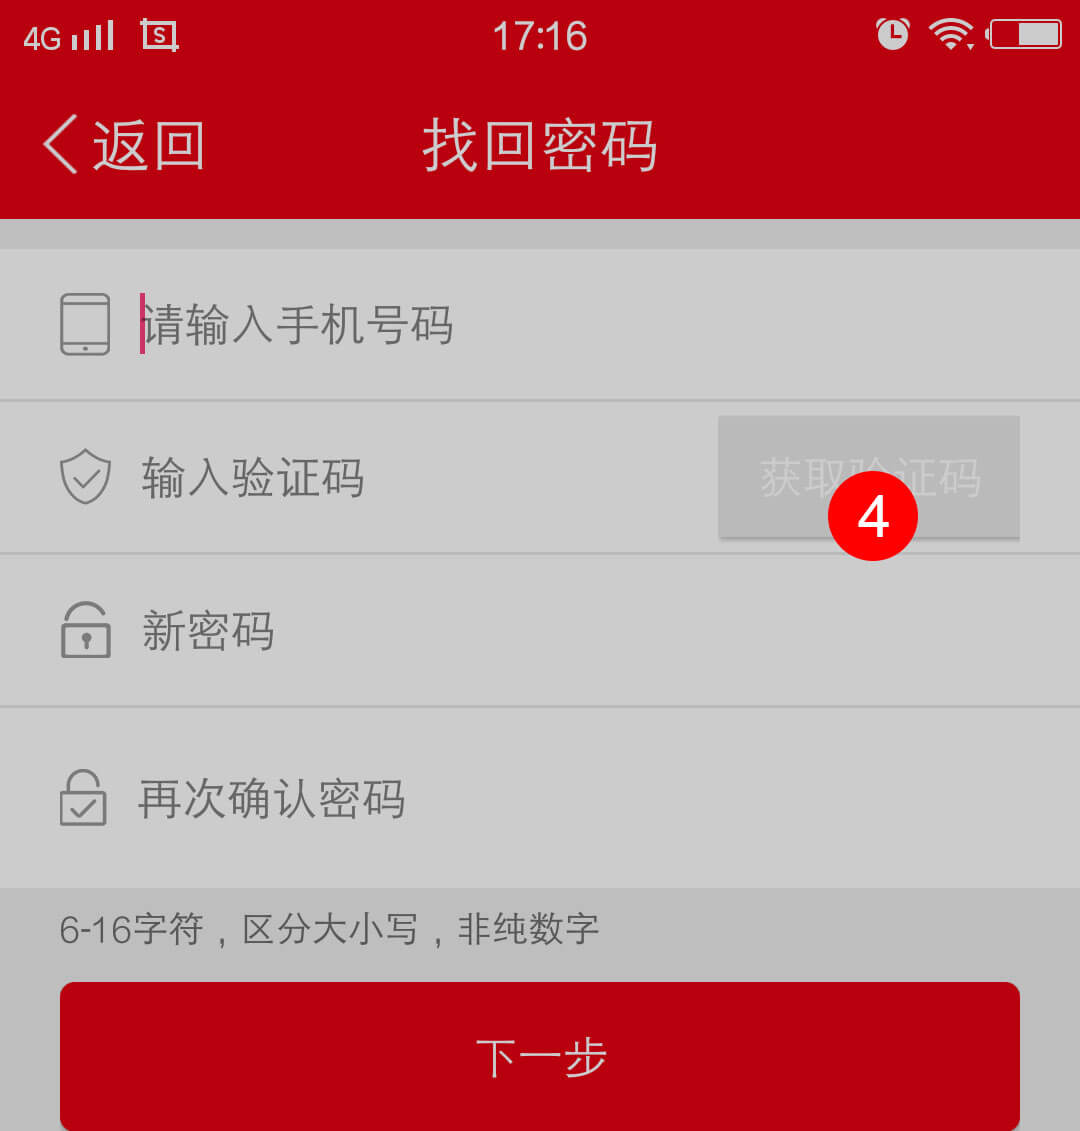 4G S 17:16
返回 找回密码
请输入手机号码
输入验证码 获取验证码
4
新密码
再次确认密码
6-16字符，区分大小写，非纯数字
下一步